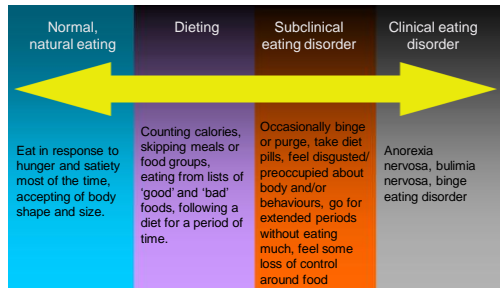 Normal,
natural eating
Eat in response to
hunger and satiety
most of the time,
accepting of body
shape and size.
Dieting
Counting calories,
skipping meals or
food groups,
eating from lists of
‘good’ and ‘bad’
foods, following a
diet for a period of
time.
Subclinical
eating disorder
Occasionally binge
or purge, take diet
pills, feel disgusted/
preoccupied about
body and/or
behaviours, go for
extended periods
without eating
much, feel some
loss of control
around food
Clinical eating
disorder
Anorexia
nervosa, bulimia
nervosa, binge
eating disorder